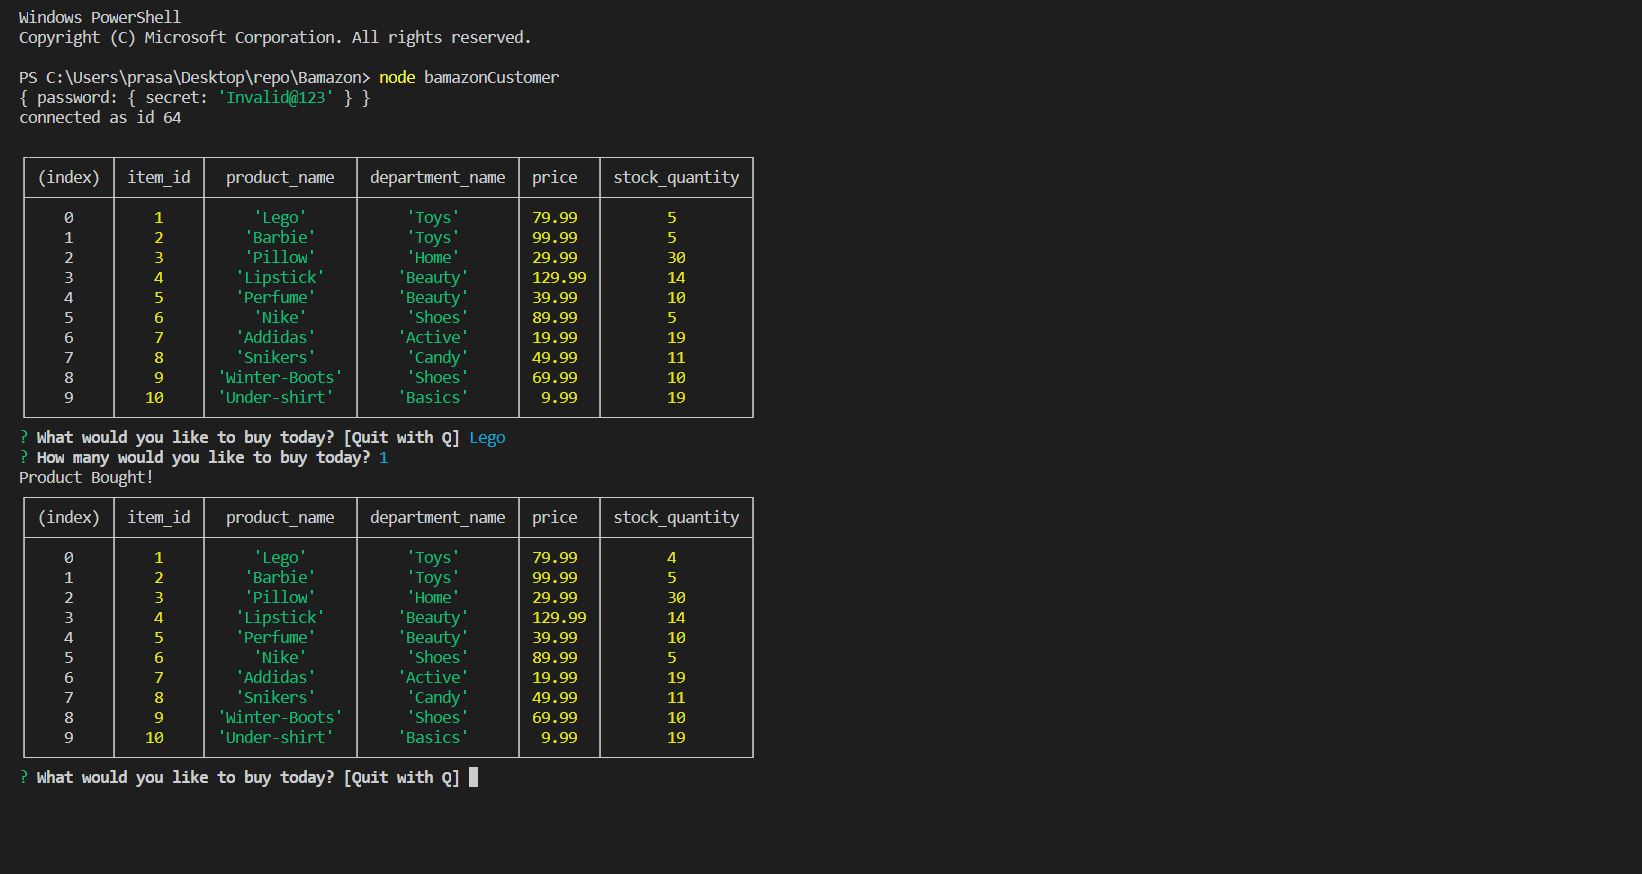 Windows PowerShell
Copyright (C) Microsoft Corporation. All rights reserved.
PS C:\Users\prasa\Desktop\repo\Bamazon> node bamazonCustomer
{ password: { secret: 'Invalid@123' } }
connected as id 64
(index) item_id product_name department_name price stock_quantity
0 1 'Lego' 'Toys' 79.99 5
1 2 'Barbie' 'Toys' 99.99 5
2 3 'Pillow' 'Home' 29.99 30
3 4 'Lipstick' 'Beauty' 129.99 14
4 5 'Perfume' 'Beauty' 39.99 10
5 6 'Nike' 'Shoes' 89.99 5
6 7 'Addidas' 'Active' 19.99 19
7 8 'Snikers' 'Candy' 49.99 11
8 9 'Winter-Boots' 'Shoes' 69.99 10
9 10 'Under-shirt' 'Basics' 9.99 19
? What would you like to buy today? [Quit with Q] Lego
? How many would you like to buy today? 1
Product Bought!
(index) item_id product_name department_name price stock_quantity
0 1 'Lego' 'Toys' 79.99 4
1 2 'Barbie' 'Toys' 99.99 5
2 3 'Pillow' 'Home' 29.99 30
3 4 'Lipstick' 'Beauty' 129.99 14
4 5 'Perfume' 'Beauty' 39.99 10
5 6 'Nike' 'Shoes' 89.99 5
6 7 'Addidas' 'Active' 19.99 19
7 8 'Snikers' 'Candy' 49.99 11
8 9 'Winter-Boots' 'Shoes' 69.99 10
9 10 'Under-shirt' 'Basics' 9.99 19
? What would you like to buy today? [Quit with Q]